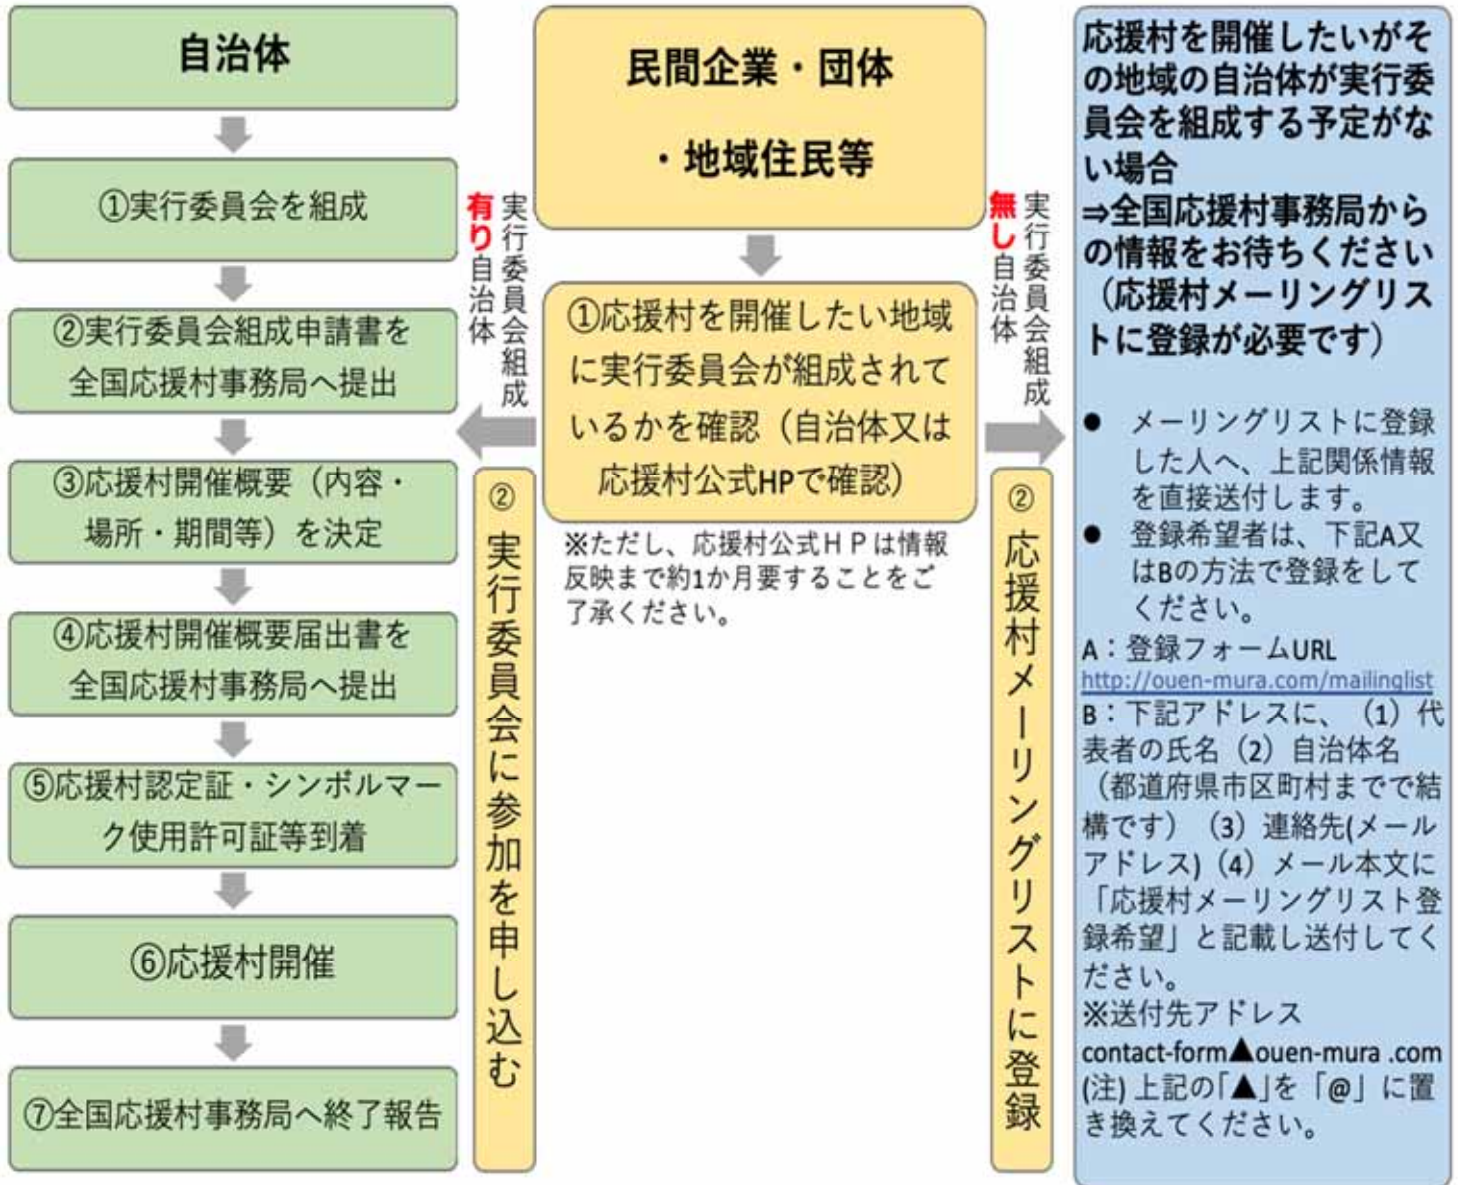 自治体
①実行委員会を組成
②実行委員会組成申請書を
全国応援村事務局へ提出
③応援村開催概要（内容・
場所・期間等）を決定
④応援村開催概要届出書を
全国応援村事務局へ提出
⑤応援村認定証・シンボルマー
ク使用許可証等到着
⑥応援村開催
⑦全国応援村事務局へ終了報告
民間企業・団体
・地域住民等
①応援村を開催したい地域
に実行委員会が組成されて
いるかを確認（自治体又は
応援村公式HPで確認）
※ただし、応援村公式ＨＰは情報
反映まで約1か月要することをご
了承ください。
実行委員会組成
有り自治体
②実行委員会に参加を申し込む
実行委員会組成
無し自治体
②応援村メーリングリストに登録
応援村を開催したいがそ
の地域の自治体が実行委
員会を組成する予定がな
い場合
⇒全国応援村事務局から
の情報をお待ちください
（応援村メーリングリス
トに登録が必要です）
● メーリングリストに登録
した人へ、上記関係情報
を直接送付します。
● 登録希望者は、下記A又
はBの方法で登録をして
ください。
A：登録フォームURL
http://ouen-mura.com/mailinglist
B：下記アドレスに、（1）代
表者の氏名（2）自治体名
（都道府県市区町村までで結
構です）（3）連絡先(メール
アドレス)（4）メール本文に
「応援村メーリングリスト登
録希望」と記載し送付してく
ださい。
※送付先アドレス
contact-form▲ouen-mura .com
(注) 上記の「▲」を「@」に置
き換えてください。